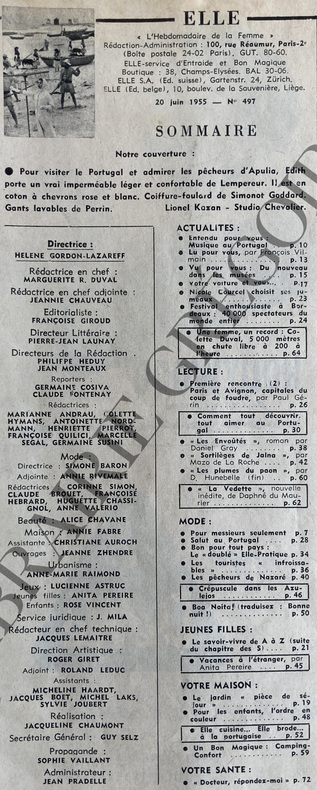 ELLE
« L'Hebdomadaire de la Femme »
Rédaction-Administration : 100, rue Réaumur, Paris-2e
(Boîte postale 24-02 Paris), GUT. 80-60.
ELLE-service d'Entraide et Bon Magique
Boutique : 38, Champs-Elysées. BAL 30-06.
ELLE S.A. (Ed. suisse), Gartenstr. 24, Zürich.
ELLE (Ed. belge), 10, boulev. de la Sauvenière, Liège.
20 juin 1955 — N° 497
SOMMAIRE
Notre couverture :
● Pour visiter le Portugal et admirer les pêcheurs d'Apulia, Edith
porte un vrai imperméable léger et confortable de Lempereur. Il est en
coton à chevrons rose et blanc. Coiffure-foulard de Simonot Goddard.
Gants lavables de Perrin. Lionel Kazan - Studio Chevalier.
Directrice :
HELENE GORDON-LAZAREFF
Rédactrice en chef :
MARGUERITE R. DUVAL
Rédactrice en chef adjointe :
JEANNIE CHAUVEAU
Editorialiste :
FRANÇOISE GIROUD
Directeur Littéraire :
PIERRE-JEAN LAUNAY
Directeurs de la Rédaction
PHILIPPE HEDUY
JEAN MONTEAUX
Reporters :
GERMAINE COSIVA
CLAUDE FONTENAY
Rédactrices :
MARIANNE ANDRAU, COLETTE
HYMANS, ANTOINETTE NORD-
MANN, HENRIETTE PIERROT,
FRANÇOISE QUILICI, MARCELLE
SEGAL, GERMAINE SUSINI
Mode :
Directrice : SIMONE BARON
Adjointe : ANNIE RIVEMALE
Rédactrices : CORINNE SIMON,
CLAUDE BROUET, FRANÇOISE
HEBRARD, HUGUETTE CHASSI-
GNOL, ANNE VALERIO
Beauté : ALICE CHAVANE
Maison : ANNIE FABRE
Assistante : CHRISTIANE AUROCH
Ouvrages : JEANNE ZHENDRE
Urbanisme :
ANNE-MARIE RAIMOND
Jeux : LUCIENNE ASTRUC
Jeunes filles : ANITA PEREIRE
Enfants : ROSE VINCENT
Service juridique : J. MILA
Rédacteur en chef technique :
JACQUES LEMAITRE
Direction Artistique :
ROGER GIRET
Adjoint : ROLAND LEDUC
Assistants :
MICHELINE HAARDT,
JACQUES BOET, MICHEL LAKS,
SYLVIE JOUBERT
Réalisation
JACQUELINE CHAUMONT
Secrétaire Général : GUY SELZ
Propagande :
SOPHIE VAILLANT
Administrateur :
JEAN PRADELLE
ACTUALITES :
● Entendu pour vous :
Musique au Portugal p. 10
● Lu pour vous, par François Vil-
main p. 13
● Vu pour vous : Du nouveau
dans les murs p. 15
● Votre voiture et vous... p. 17
● Nicole Courcel choisit ses ju-
meaux p. 23
● Festival enthousiaste à Bor-
deaux : 10.000 spectateurs du
monde entier p. 24
● Une femme, un record : Co-
lette Duval, 5 000 mètres
en chute libre à 200 à
l'heure p. 64
LECTURE :
● Première rencontre (2) :
Paris et Avignon, capitales du
coup de foudre, par Paul Gé-
rin p. 26
● Comment tout découvrir,
tout aimer au Portu-
gal p. 30
● « Les Envoûtés », roman par
Daniel Gray p. 38
● « Sortilèges de Jalna », par
Mazo de La Roche p. 42
● « Les plumes du paon », par
D. Hunebelle (fin) p. 60
● « La Vedette », nouvelle
inédite, de Daphné du Mau-
rier p. 62
MODE :
● Pour messieurs seulement p. 7
● Salut au Portugal p. 28
● Bon pour tout pays :
Le « doublé » Elle-Pratique p. 34
● Les touristes « infroissa-
bles » p. 36
● Les pêcheurs de Nazaré p. 40
● Crépuscule dans les Azu-
lejos p. 46
● Boa Noite! (traduisez : Bonne
nuit !) p. 50
JEUNES FILLES :
● Le savoir-vivre de A à Z (suite
du chapitre des S) p. 21
● Vacances à l'étranger, par
Anita Pereire p. 45
VOTRE MAISON :
● Le jardin « pièce de sé-
jour » p. 19
● Pour les enfants, l'ordre en
couleur p. 48
● Elle cuisine... Elle brode...
à la portugaise p. 52
● Un Bon Magique : Camping-
Confort p. 59
VOTRE SANTE :
● « Docteur, répondez-moi » p. 72
LIBRAIRIE GREGOIRE